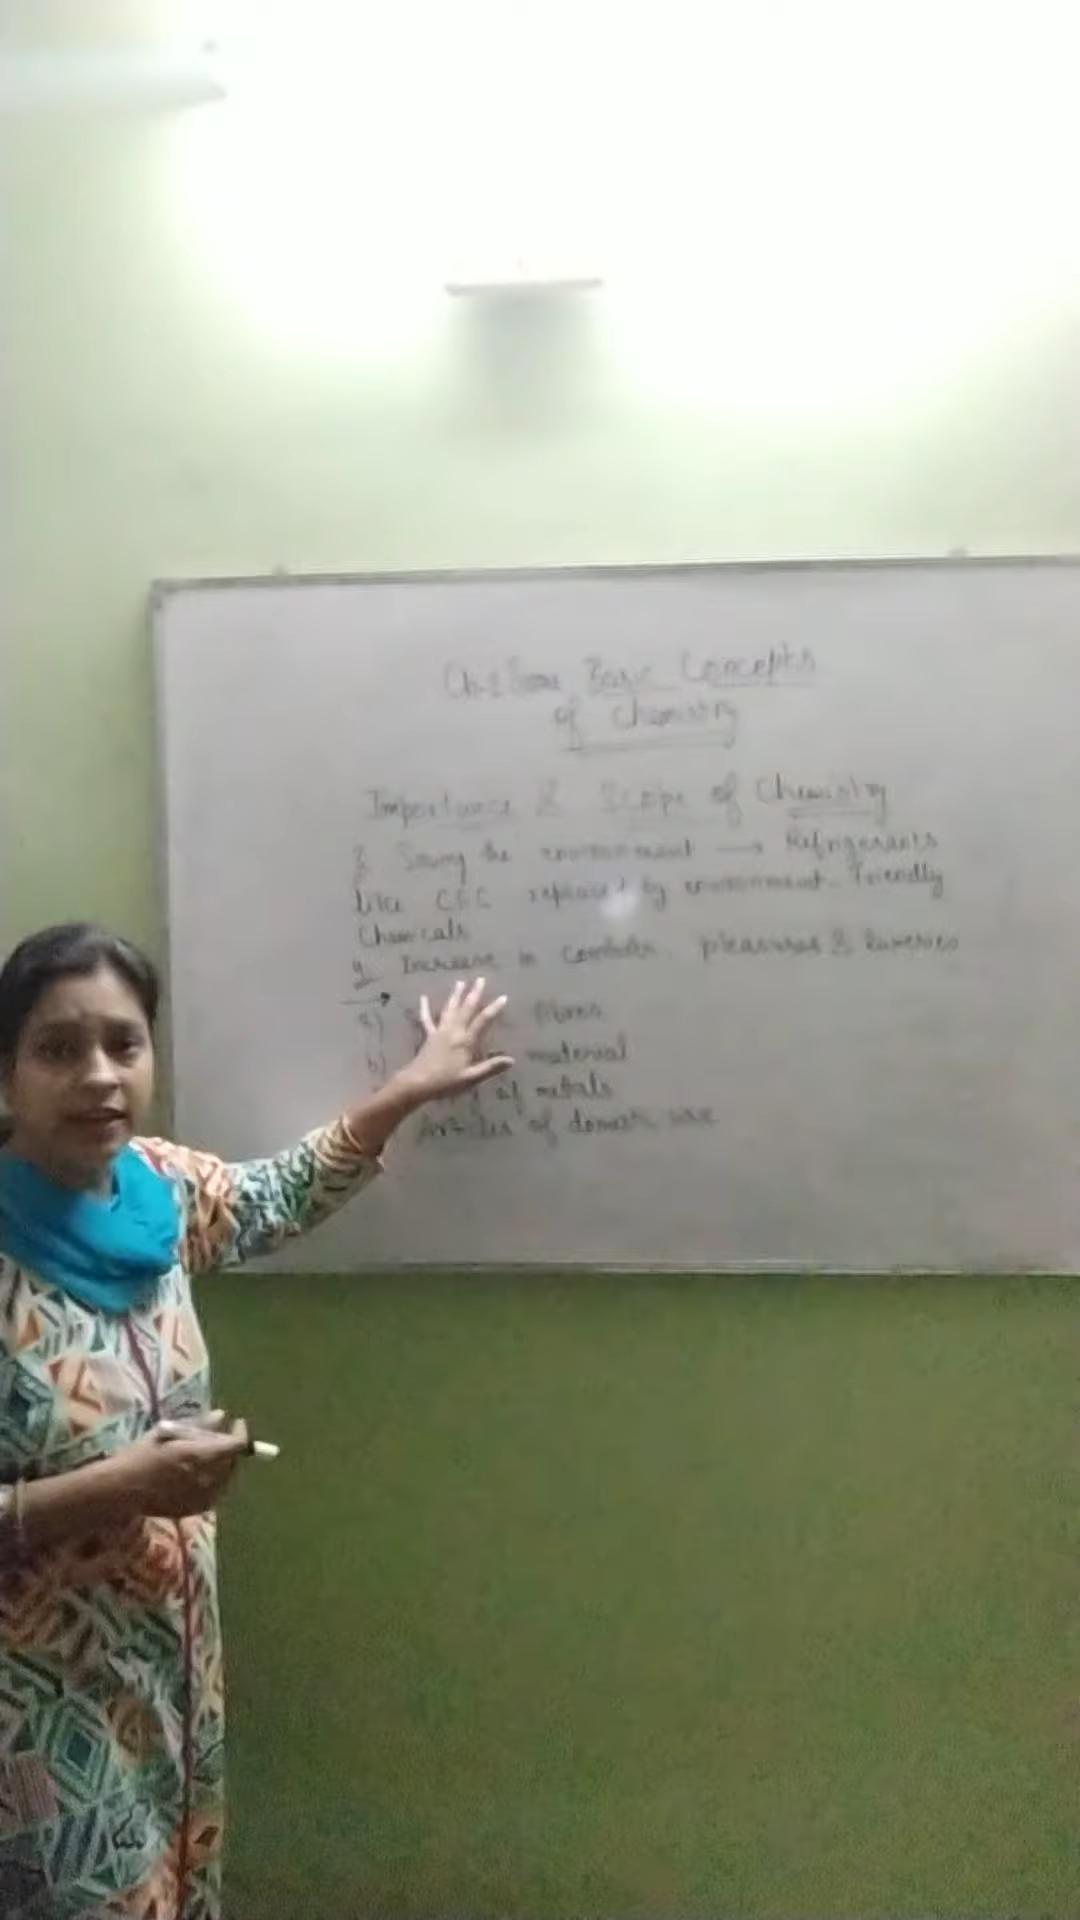 Ch-1 Some Basic Concepts
of Chemistry
Importance & Scope of Chemistry
3 Saving the environment → Refrigerants
like CFC replaced by environment-Friendly
Chemicals
4 Increase in comforts, pleasures & luxuries
→
a) fibres
b) material
of metals
Articles of domestic use